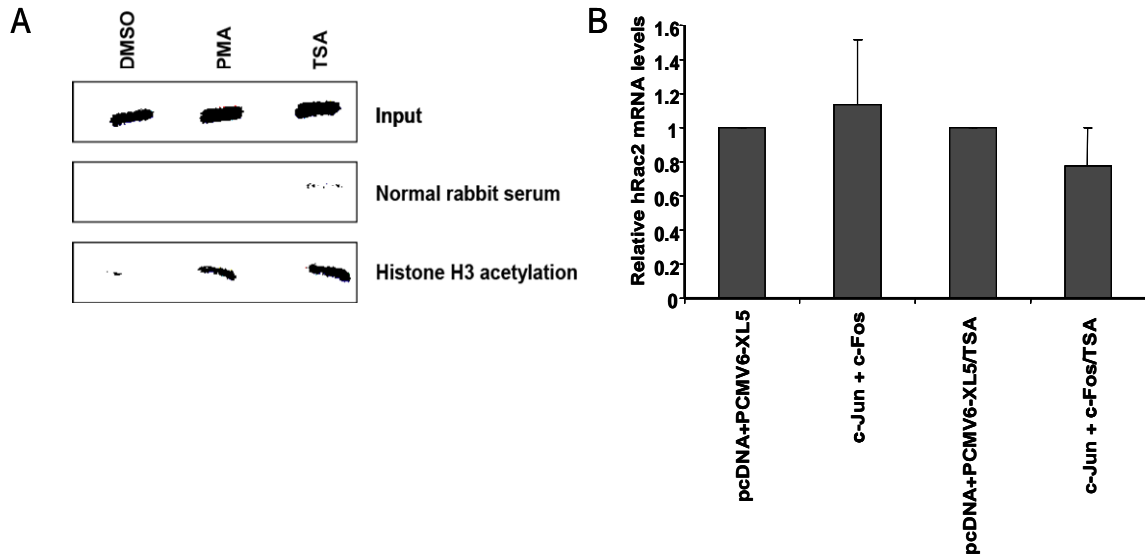 A
DMSO
PMA
TSA
Input
Normal rabbit serum
Histone H3 acetylation
B
Relative hRac2 mRNA levels
1.6
1.4
1.2
1
0.8
0.6
0.4
0.2
0
pcDNA+PCMV6-XL5
c-Jun + c-Fos
pcDNA+PCMV6-XL5/TSA
c-Jun + c-Fos/TSA